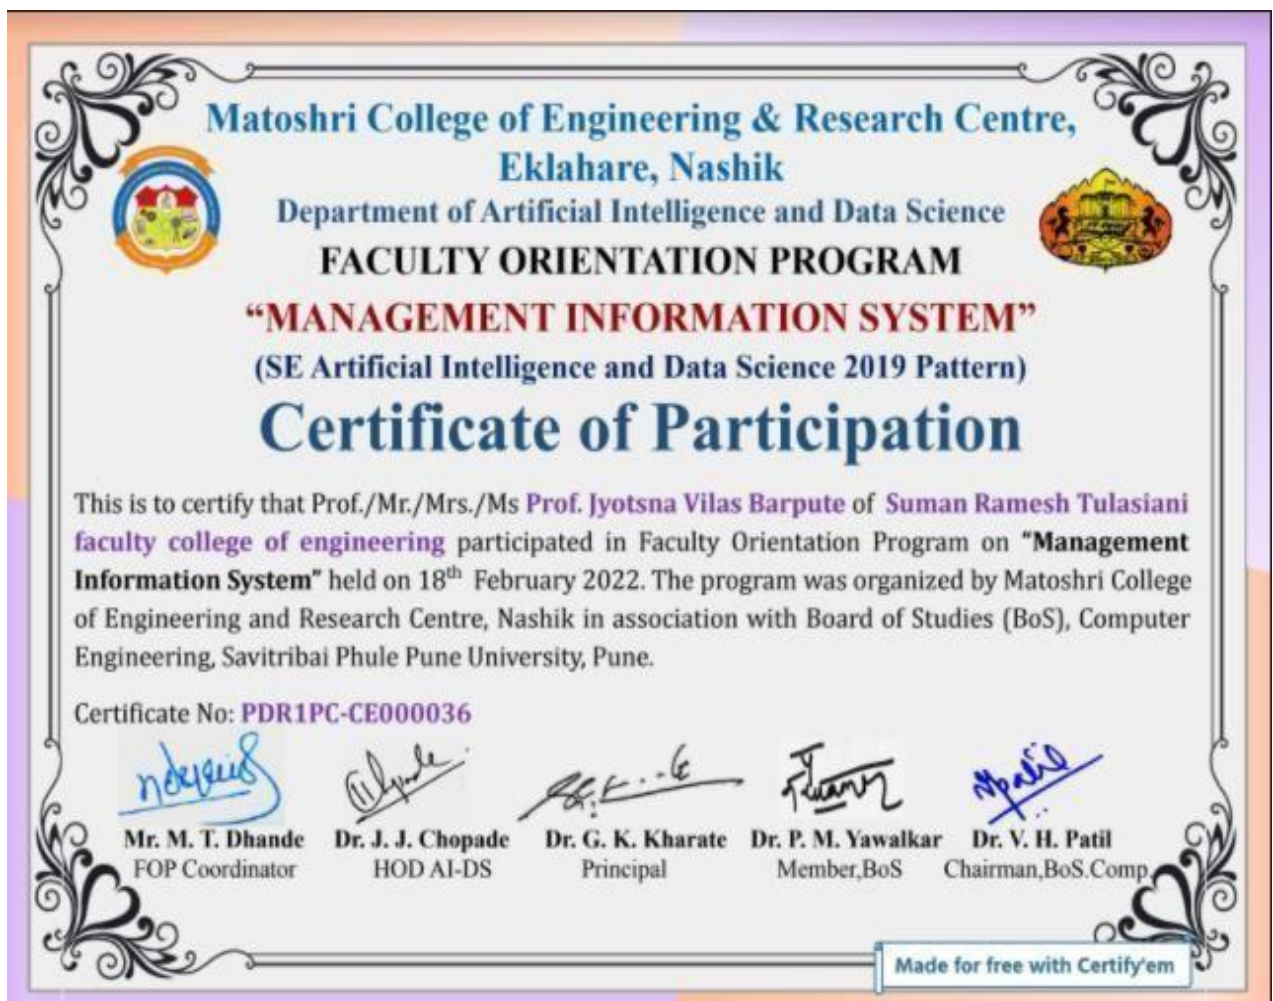 Matoshri College of Engineering & Research Centre,
Eklahare, Nashik
Department of Artificial Intelligence and Data Science
FACULTY ORIENTATION PROGRAM
“MANAGEMENT INFORMATION SYSTEM”
(SE Artificial Intelligence and Data Science 2019 Pattern)
Certificate of Participation
This is to certify that Prof./Mr./Mrs./Ms Prof. Jyotsna Vilas Barpute of Suman Ramesh Tulasiani
faculty college of engineering participated in Faculty Orientation Program on "Management
Information System" held on 18th February 2022. The program was organized by Matoshri College
of Engineering and Research Centre, Nashik in association with Board of Studies (BoS), Computer
Engineering, Savitribai Phule Pune University, Pune.
Certificate No: PDR1PC-CE000036
Mr. M. T. Dhande Dr. J. J. Chopade Dr. G. K. Kharate Dr. P. M. Yawalkar Dr. V. H. Patil
FOP Coordinator HOD AI-DS Principal Member,BoS Chairman,BoS.Comp.
Made for free with Certify'em